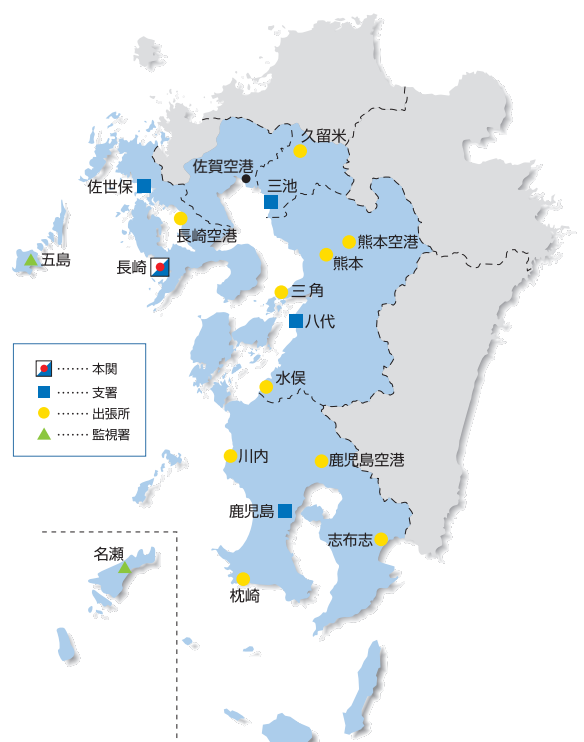 久留米
佐賀空港
佐世保
三池
長崎空港
熊本空港
五島
長崎
熊本
三角
八代
本関
支署
出張所
監視署
水俣
川内
鹿児島空港
鹿児島
志布志
名瀬
枕崎